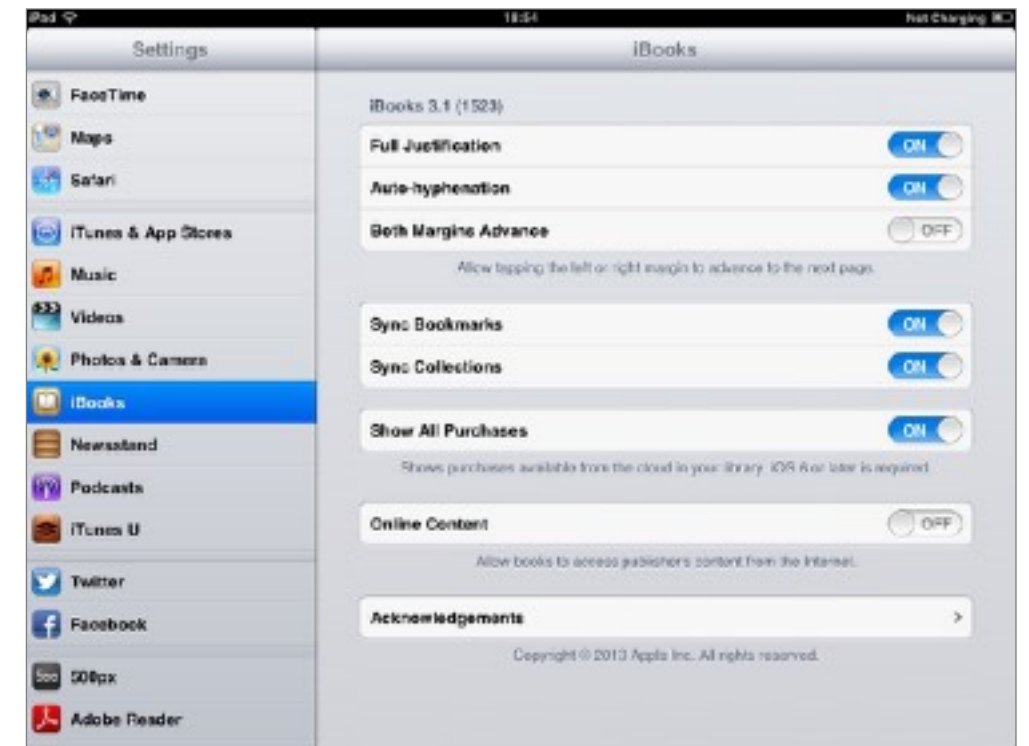 iPad 18:54 Not Charging
Settings
iBooks
FaceTime
Maps
Safari
iTunes & App Stores
Music
Videos
Photos & Camera
iBooks
Newsstand
Podcasts
iTunes U
Twitter
Facebook
500px
Adobe Reader
iBooks 3.1 (1523)
Full Justification ON
Auto-hyphenation ON
Both Margins Advance OFF
Allow tapping the left or right margin to advance to the next page.
Sync Bookmarks ON
Sync Collections ON
Show All Purchases ON
Shows purchases available from the cloud in your library. iOS 6 or later is required.
Online Content OFF
Allow books to access publisher's content from the Internet.
Acknowledgements >
Copyright © 2013 Apple Inc. All rights reserved.